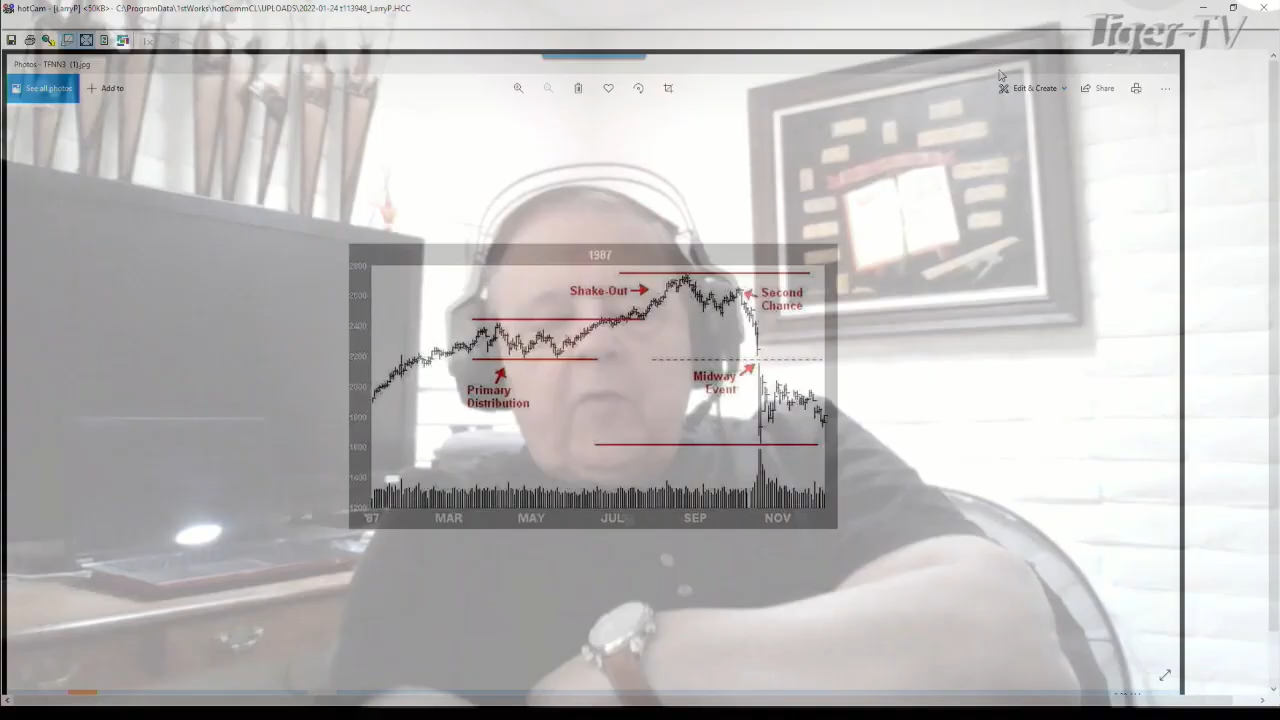 hotCam - [LarryP] <50KB>- C:\ProgramData\1stWorks\hotCommCL\UPLOADS\2022-01-24 t113948_LarryP.HCC
Tiger-TV
Photos - TFNN3 (1).jpg
See all photos
Add to
Edit & Create
Share
1987
2800
2600
2400
2200
2000
1800
1600
1400
1200
Shake-Out
Second
Chance
Midway
Event
Primary
Distribution
'87 MAR MAY JUL SEP NOV